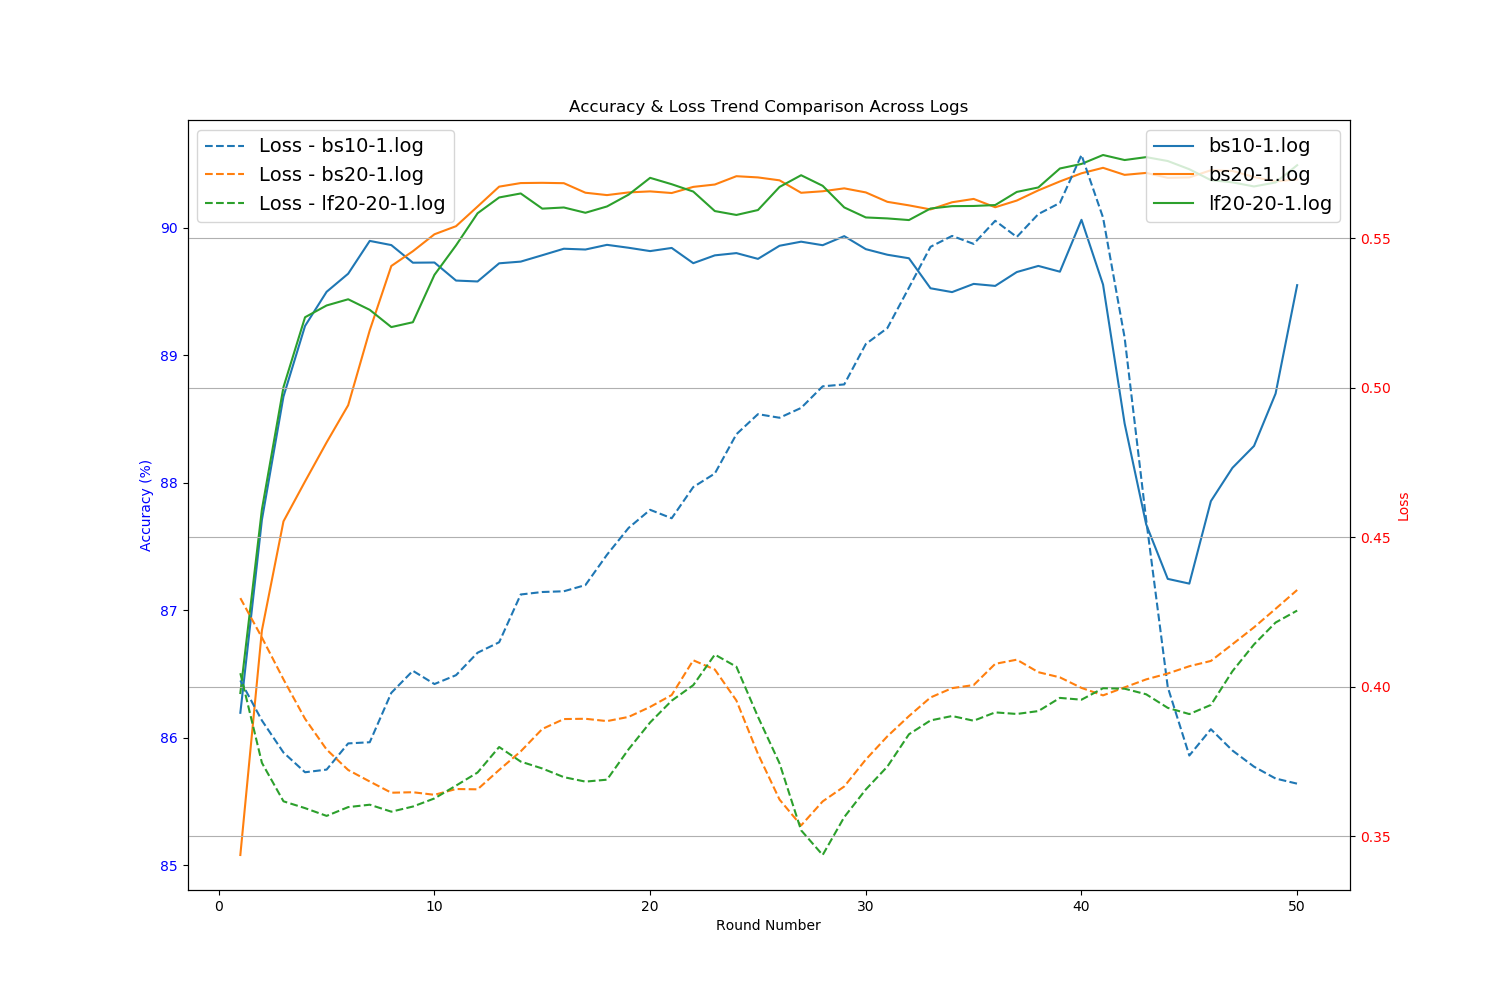 Accuracy & Loss Trend Comparison Across Logs
Loss - bs10-1.log
Loss - bs20-1.log
Loss - lf20-20-1.log
bs10-1.log
bs20-1.log
lf20-20-1.log
Accuracy (%)
90
89
88
87
86
85
Loss
0.55
0.50
0.45
0.40
0.35
0
10
20
30
40
50
Round Number